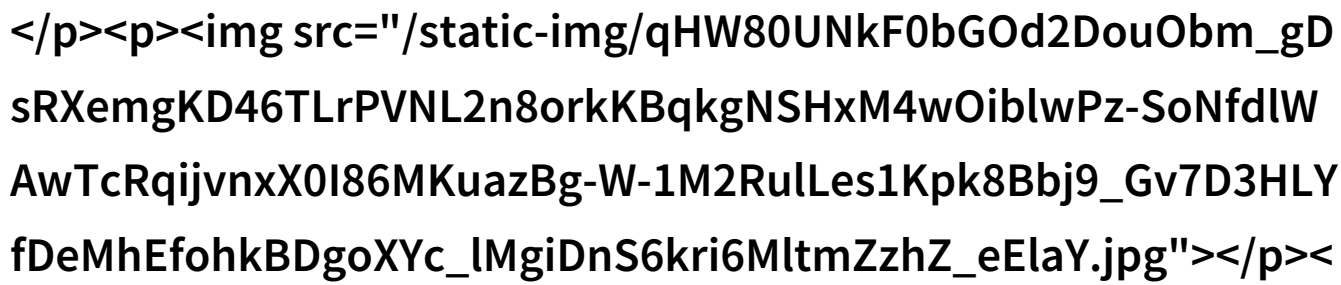 </p><p><img src="/static-img/qHW80UNkF0bGOd2DouObm_gD
sRXemgKD46TLrPVNL2n8orkKBqkgNSHxM4wOiblwPz-SoNfdlW
AwTcRqijvnxX0I86MKuazBg-W-1M2RulLes1Kpk8Bbj9_Gv7D3HLY
fDeMhEfohkBDgoXYc_lMgiDnS6kri6MltmZzhZ_eElaY.jpg"></p><